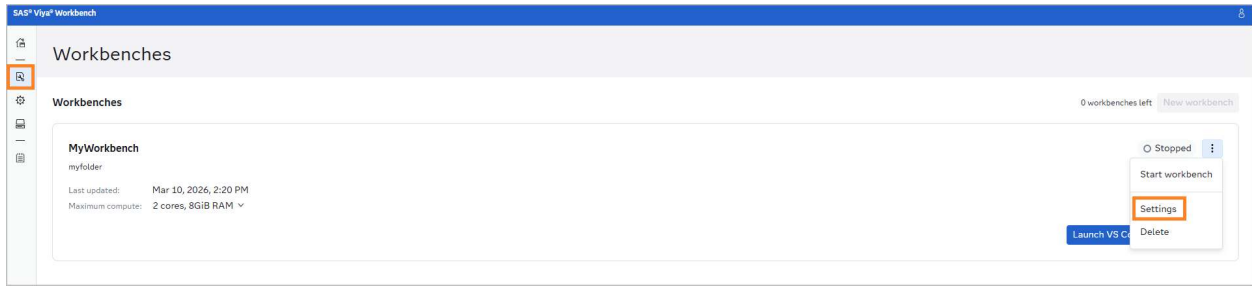 SAS® Viya® Workbench
Workbenches
Workbenches
0 workbenches left New workbench
MyWorkbench
Stopped
myfolder
Start workbench
Last updated: Mar 10, 2026, 2:20 PM
Maximum compute: 2 cores, 8GiB RAM
Settings
Launch VS
Delete